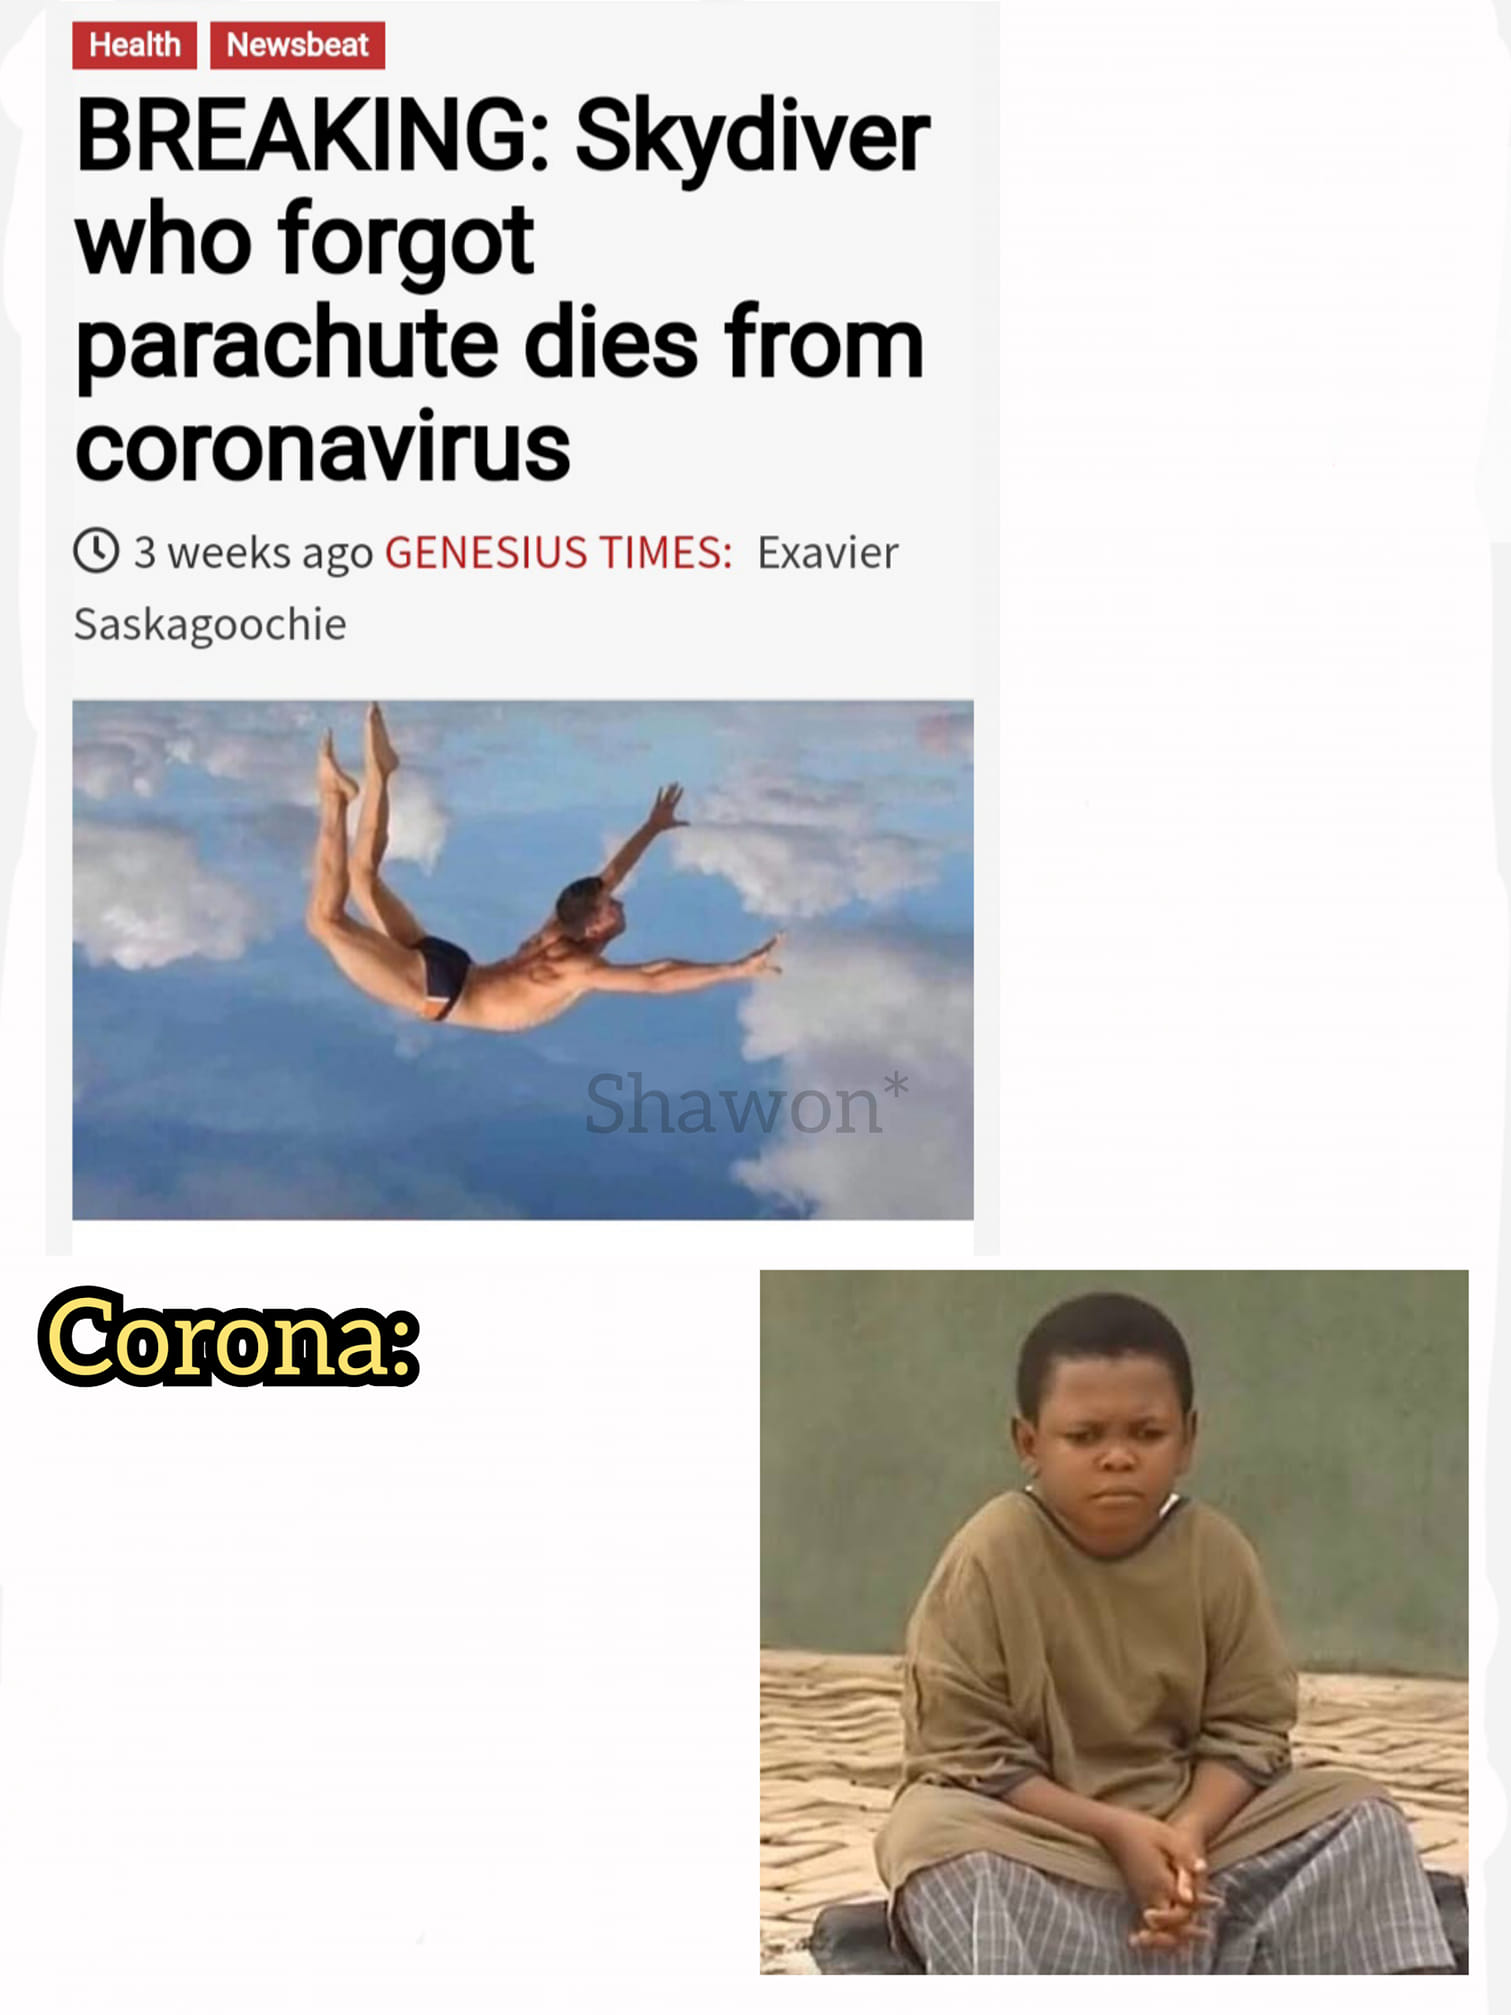 Health Newsbeat
BREAKING: Skydiver
who forgot
parachute dies from
coronavirus
3 weeks ago GENESIUS TIMES: Exavier
Saskagoochie
Shawon*
Corona: